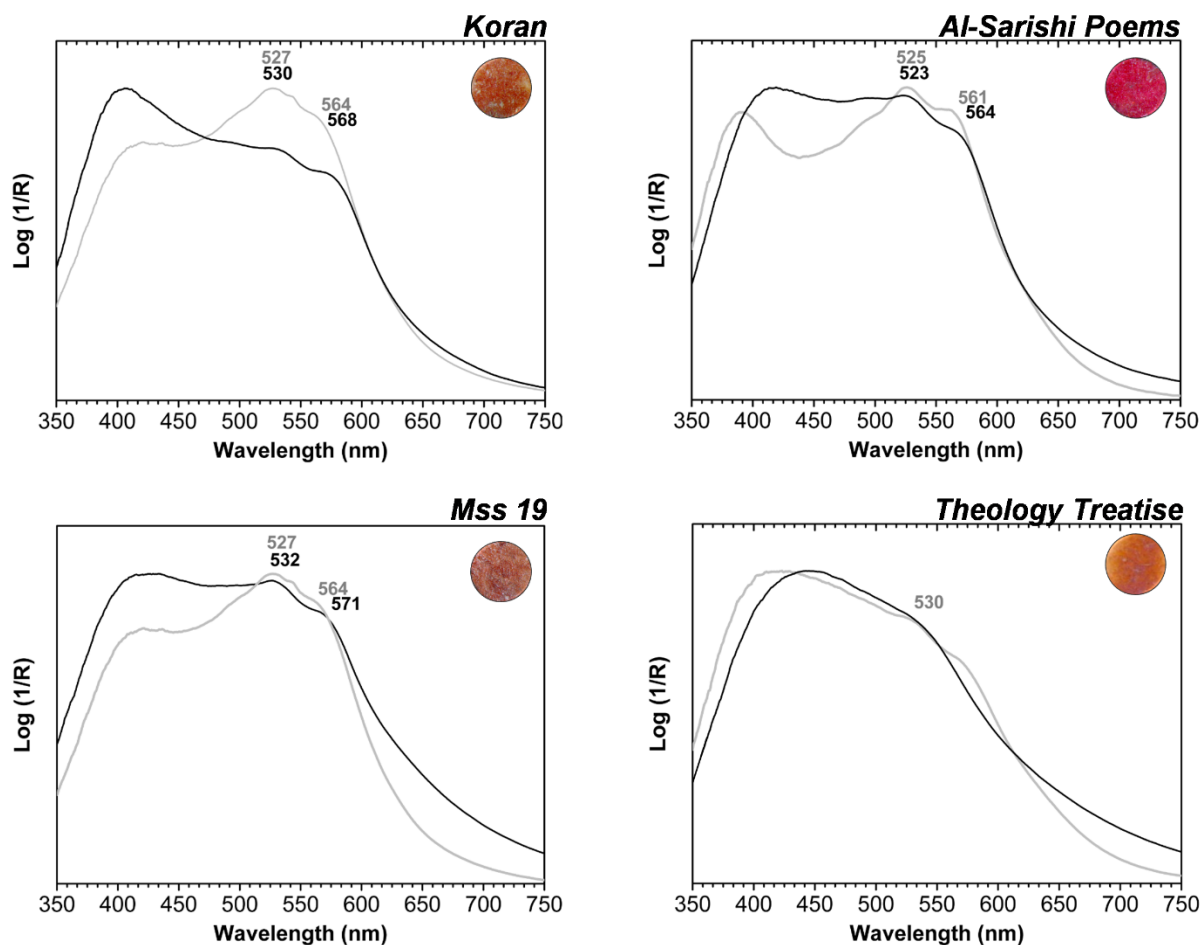 Koran
527
530
564
568
Log (1/R)
350 400 450 500 550 600 650 700 750
Wavelength (nm)
Al-Sarishi Poems
525
523
561
564
Log (1/R)
350 400 450 500 550 600 650 700 750
Wavelength (nm)
Mss 19
527
532
564
571
Log (1/R)
350 400 450 500 550 600 650 700 750
Wavelength (nm)
Theology Treatise
530
Log (1/R)
350 400 450 500 550 600 650 700 750
Wavelength (nm)